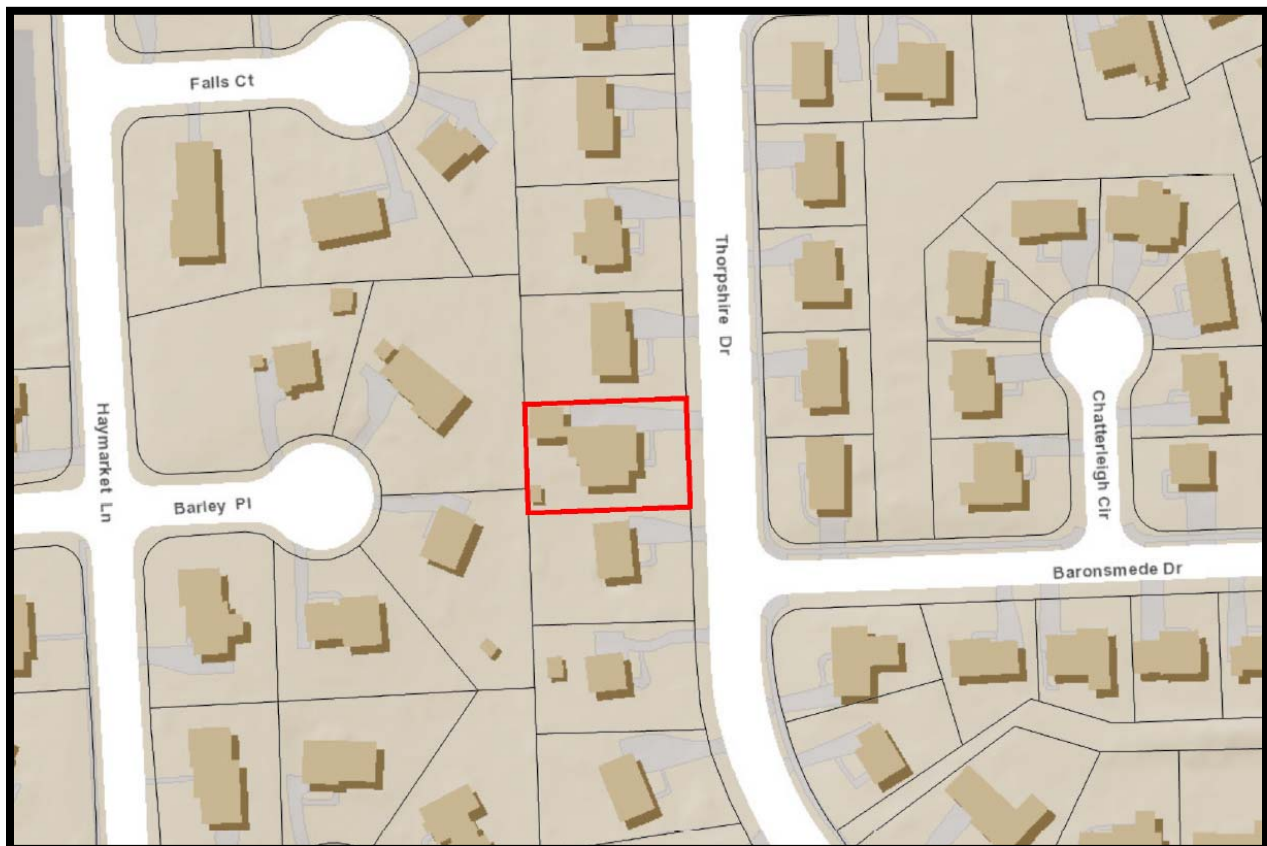 Falls Ct
Thorpshire Dr
Haymarket Ln
Chatterleigh Cir
Barley Pl
Baronsmede Dr